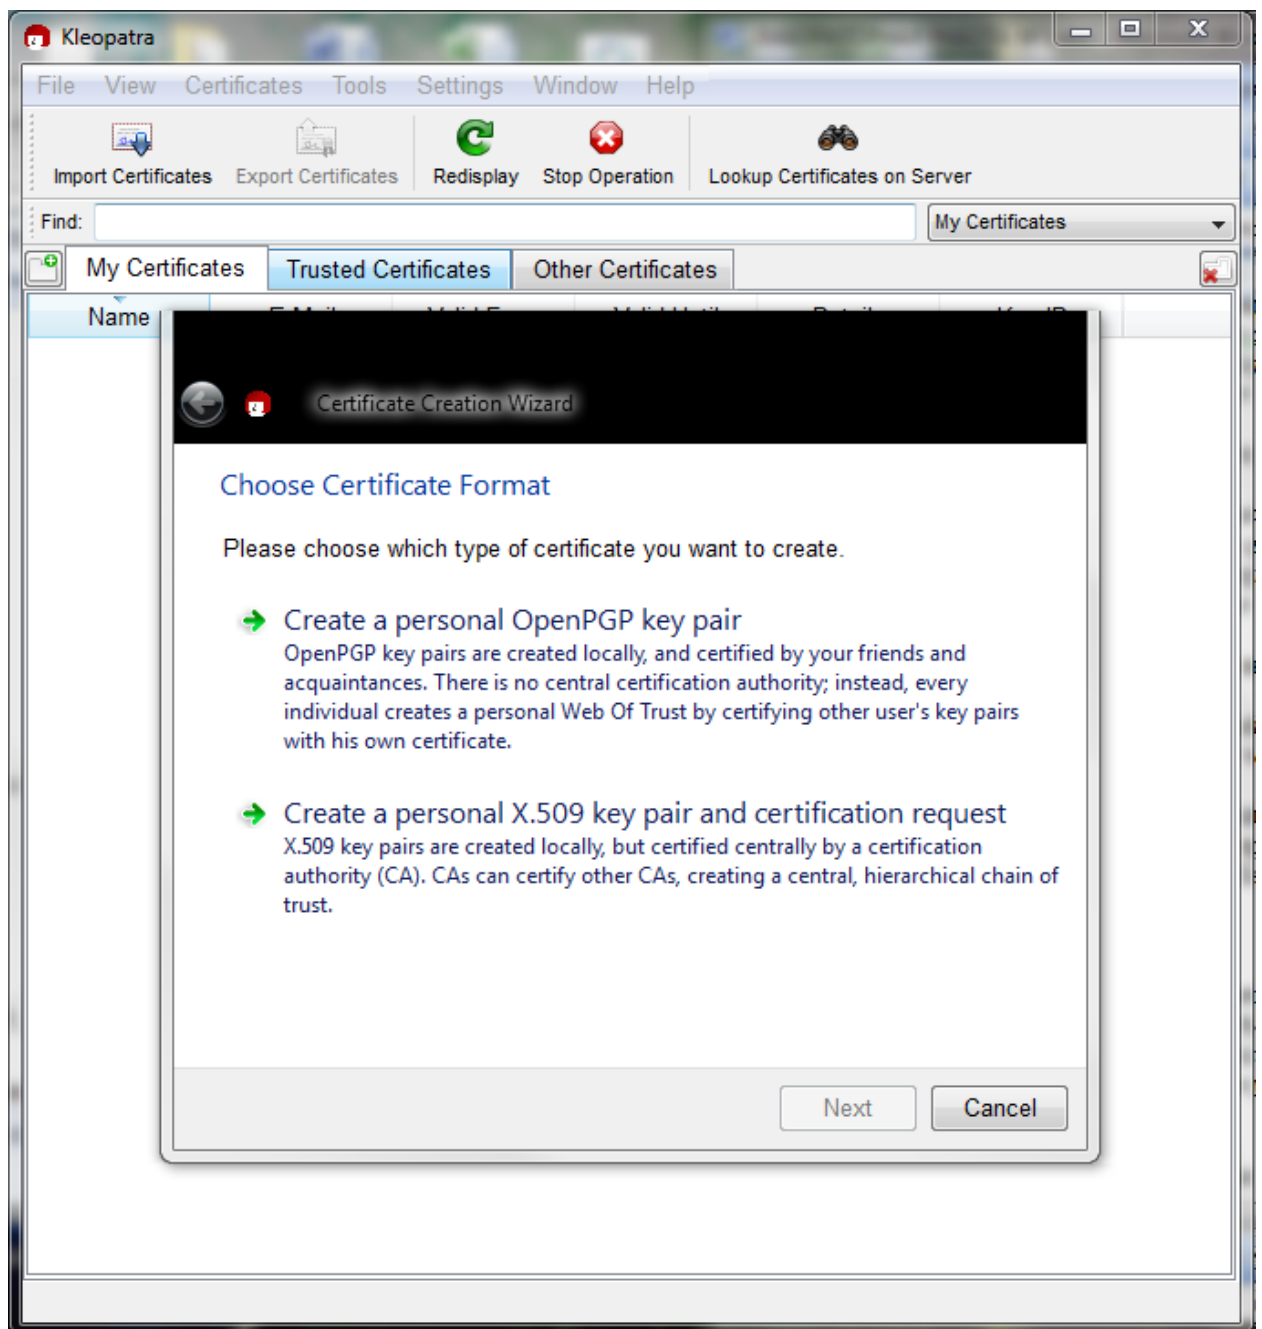 Kleopatra
File View Certificates Tools Settings Window Help
Import Certificates Export Certificates Redisplay Stop Operation Lookup Certificates on Server
Find: My Certificates
My Certificates Trusted Certificates Other Certificates
Name
Certificate Creation Wizard
Choose Certificate Format
Please choose which type of certificate you want to create.
Create a personal OpenPGP key pair
OpenPGP key pairs are created locally, and certified by your friends and
acquaintances. There is no central certification authority; instead, every
individual creates a personal Web Of Trust by certifying other user's key pairs
with his own certificate.
Create a personal X.509 key pair and certification request
X.509 key pairs are created locally, but certified centrally by a certification
authority (CA). CAs can certify other CAs, creating a central, hierarchical chain of
trust.
Next Cancel